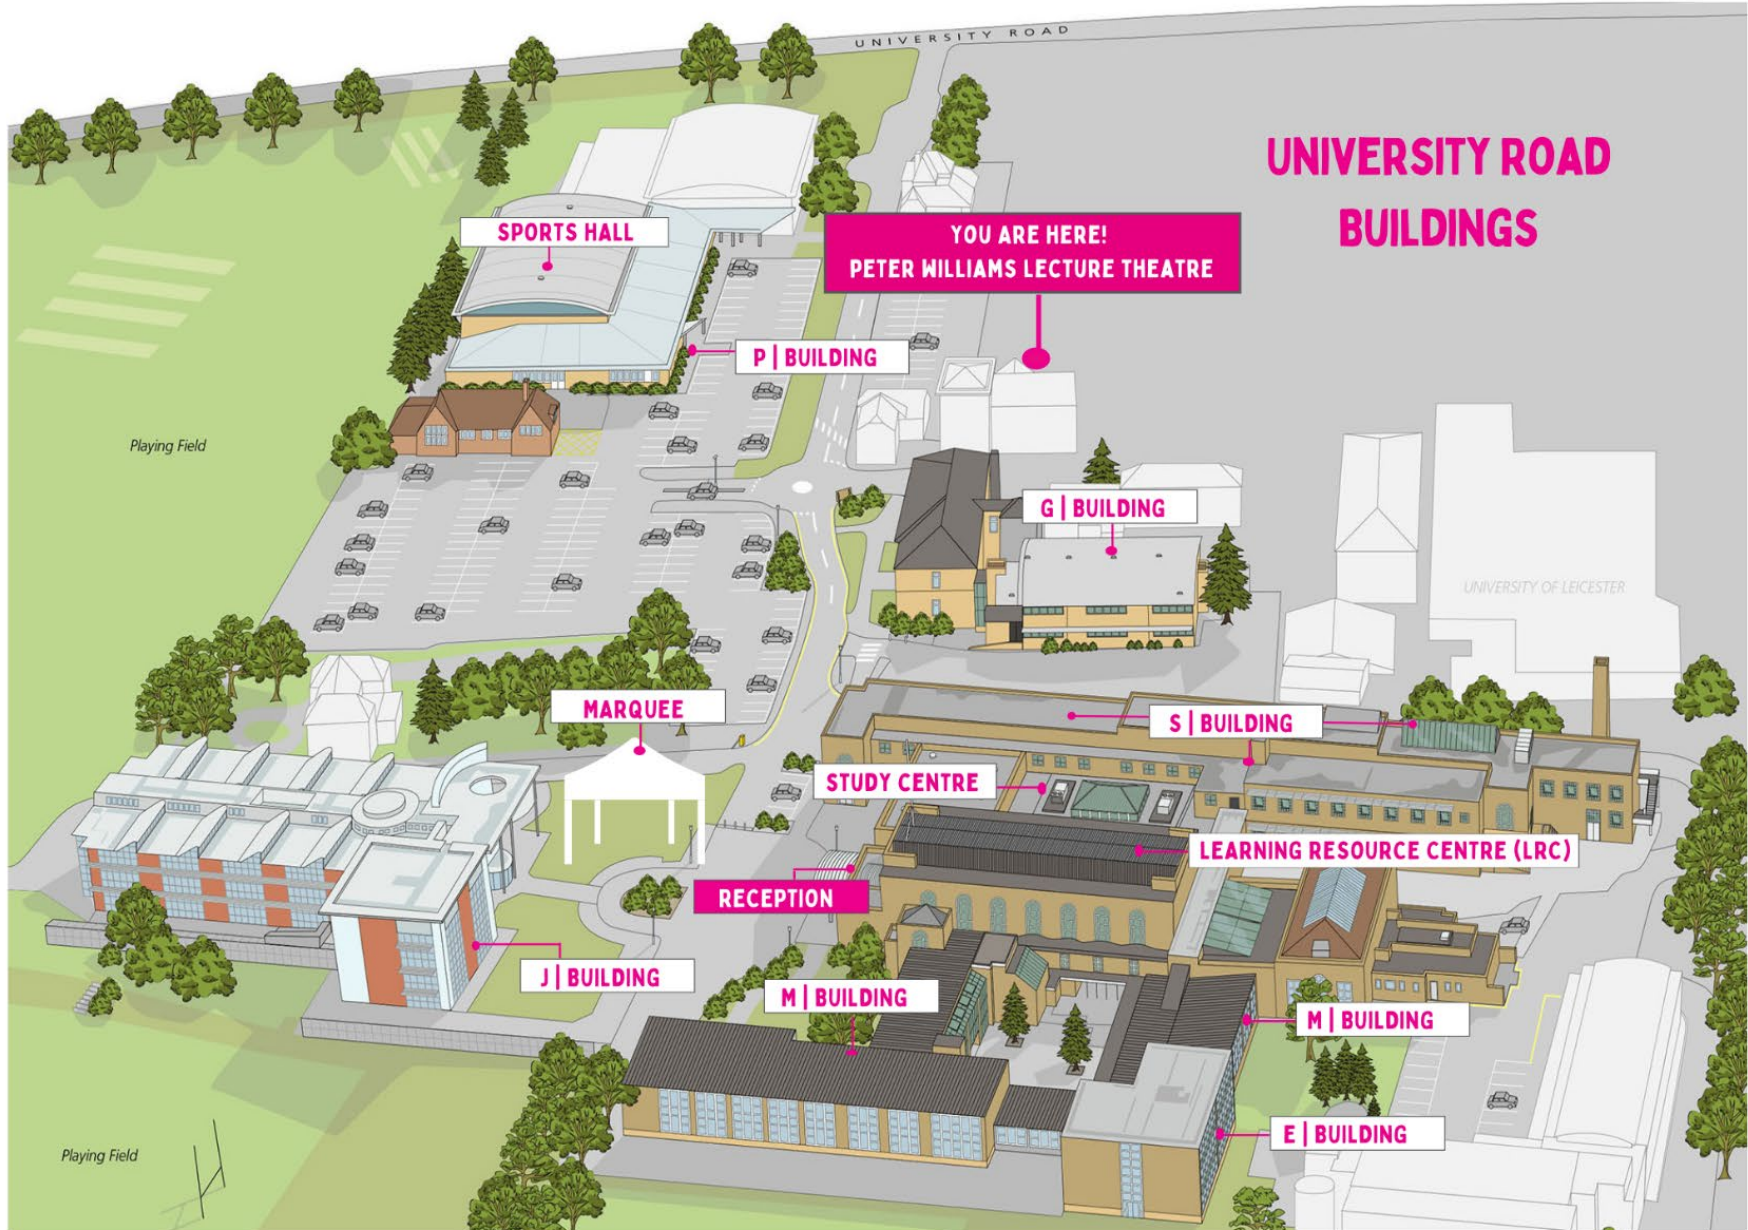 UNIVERSITY ROAD
UNIVERSITY ROAD
BUILDINGS
SPORTS HALL
YOU ARE HERE!
PETER WILLIAMS LECTURE THEATRE
P | BUILDING
Playing Field
G | BUILDING
UNIVERSITY OF LEICESTER
MARQUEE
S | BUILDING
STUDY CENTRE
LEARNING RESOURCE CENTRE (LRC)
RECEPTION
J | BUILDING
M | BUILDING
M | BUILDING
E | BUILDING
Playing Field